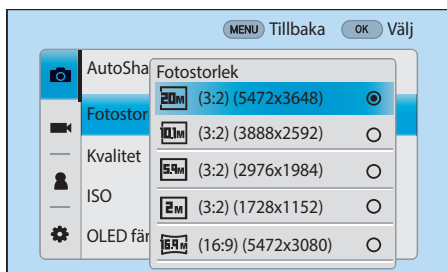 MENU Tillbaka OK Välj
AutoSha
Fotostorlek
20M (3:2) (5472x3648)
Fotostor
10.1M (3:2) (3888x2592)
Kvalitet
5.9M (3:2) (2976x1984)
ISO
2M (3:2) (1728x1152)
OLED fär
16.9M (16:9) (5472x3080)